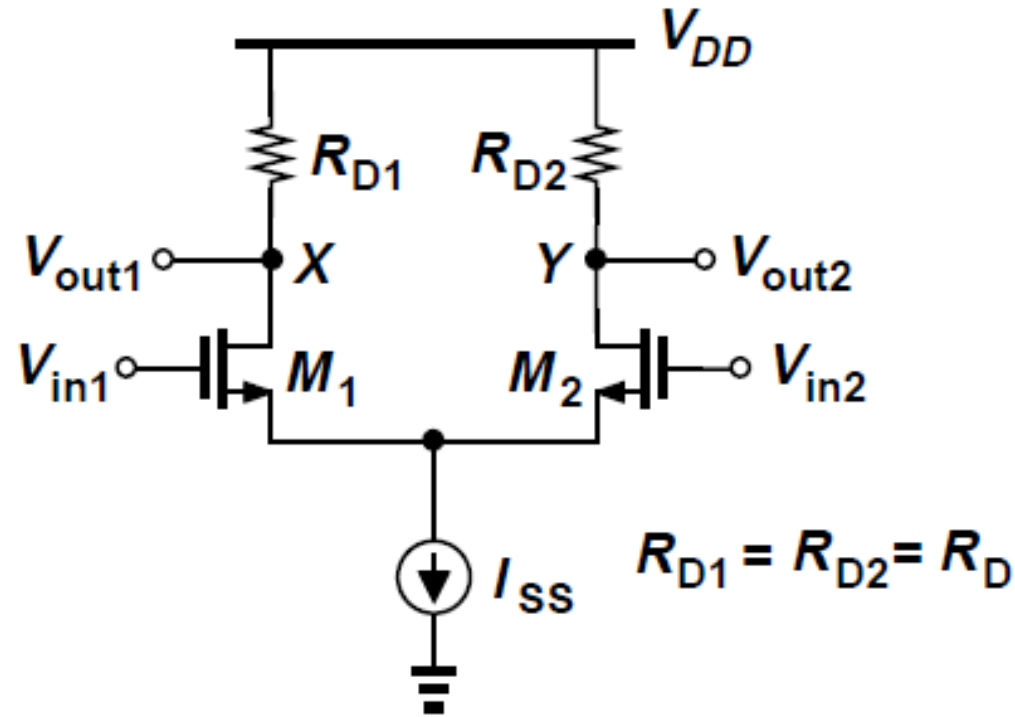 VDD
RD1 RD2
Vout1 X Y Vout2
Vin1 M1 M2 Vin2
ISS
RD1 = RD2= RD